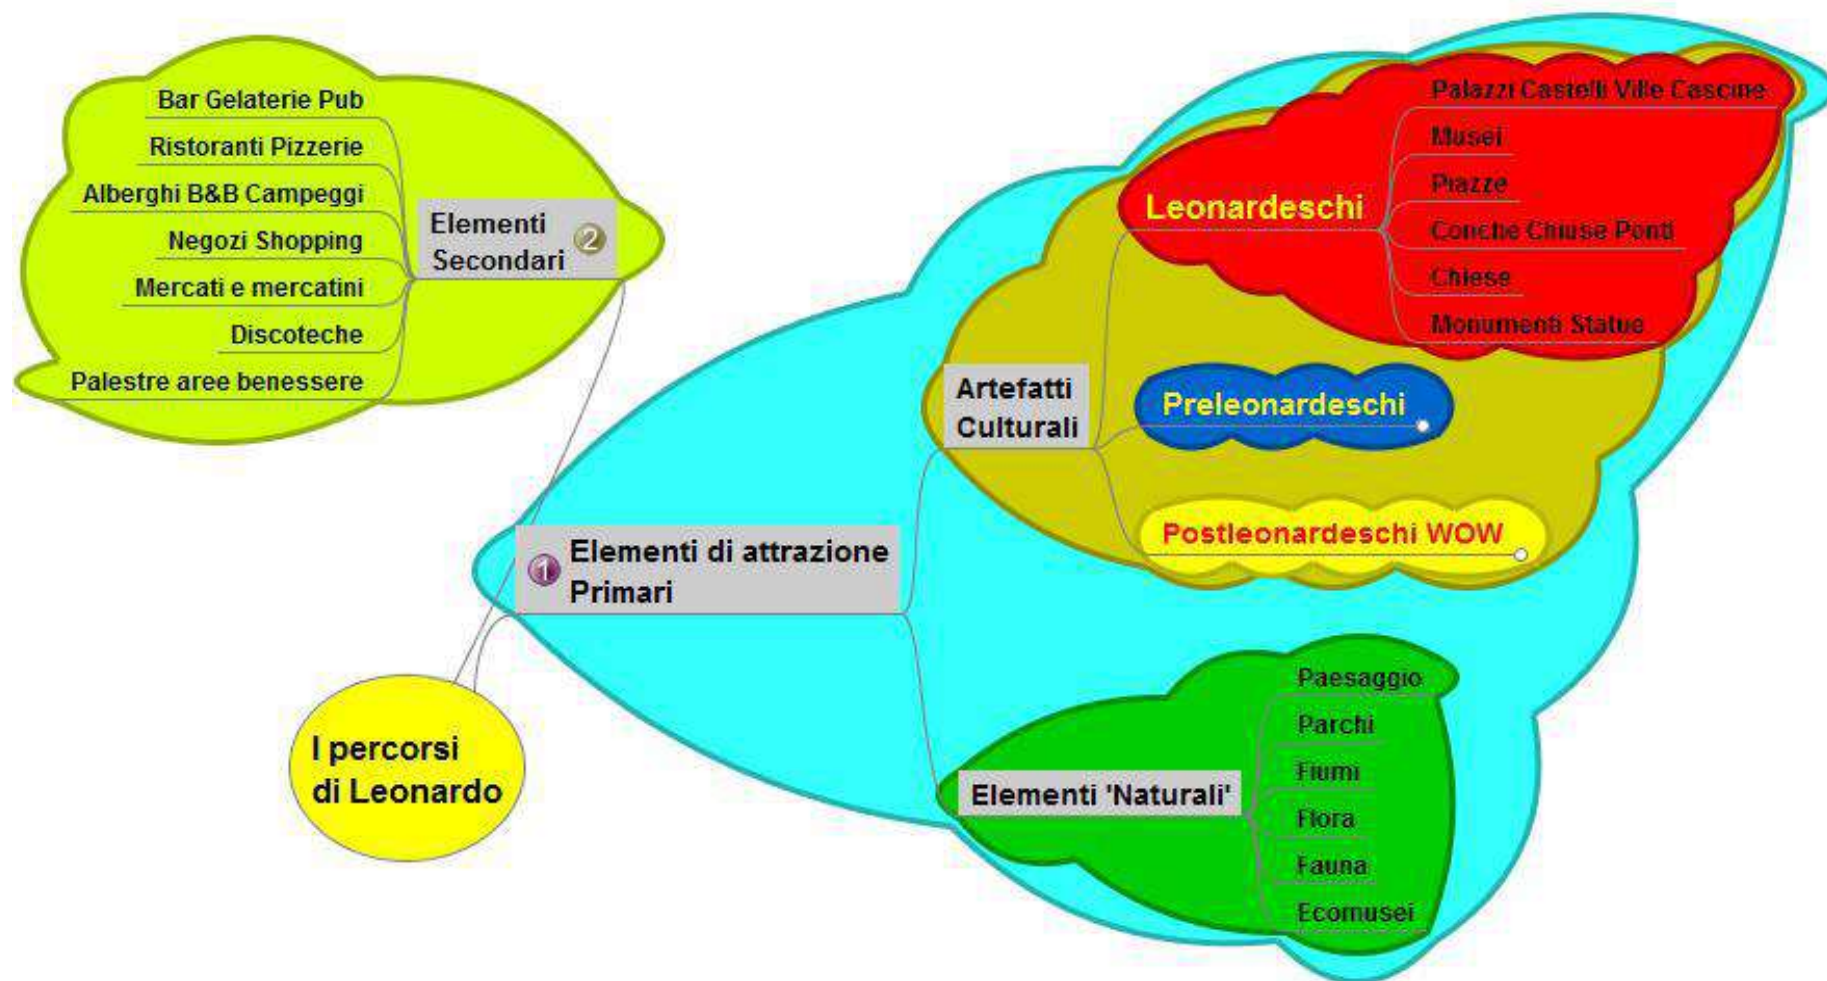 Bar Gelaterie Pub
Ristoranti Pizzerie
Alberghi B&B Campeggi
Negozi Shopping
Mercati e mercatini
Discoteche
Palestre aree benessere
Elementi
Secondari
2
1
Elementi di attrazione
Primari
I percorsi
di Leonardo
Artefatti
Culturali
Leonardeschi
Palazzi Castelli Ville Cascine
Musei
Piazze
Conche Chiuse Ponti
Chiese
Monumenti Statue
Preleonardeschi
Postleonardeschi WOW
Elementi 'Naturali'
Paesaggio
Parchi
Fiumi
Flora
Fauna
Ecomusei